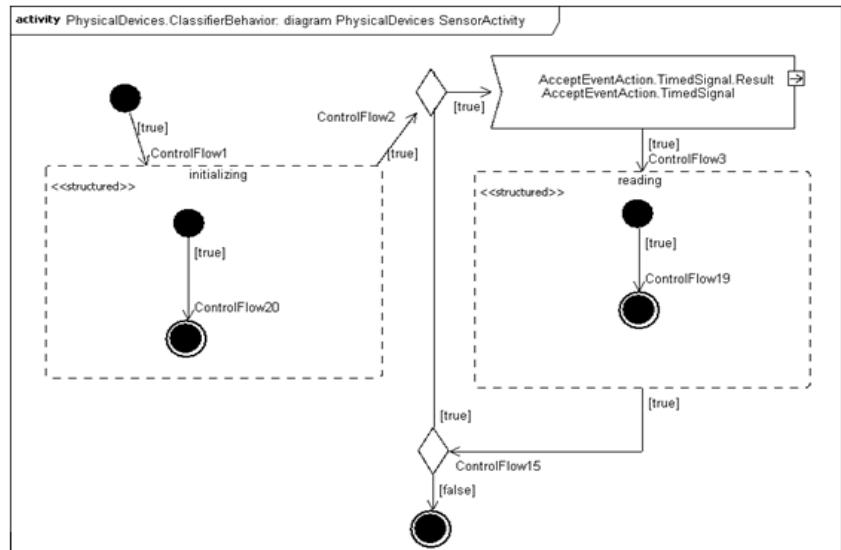 activity PhysicalDevices.ClassifierBehavior: diagram PhysicalDevices SensorActivity
[true]
ControlFlow1
ControlFlow2
[true]
[true]
AcceptEventAction.TimedSignal.Result
AcceptEventAction.TimedSignal
[true]
ControlFlow3
initializing
<<structured>>
[true]
ControlFlow20
reading
<<structured>>
[true]
ControlFlow19
[true]
[true]
ControlFlow15
[false]